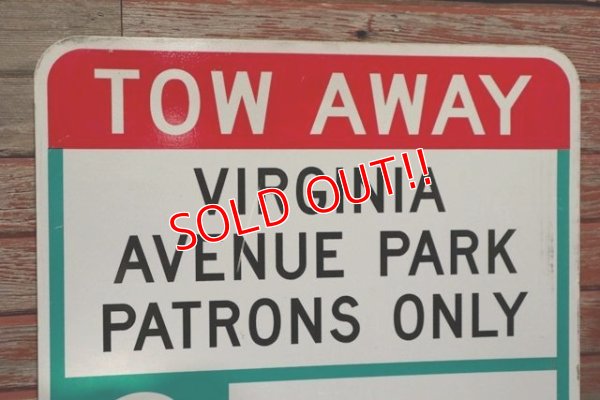 TOW AWAY
VIRGINIA
SOLD OUT!!
AVENUE PARK
PATRONS ONLY